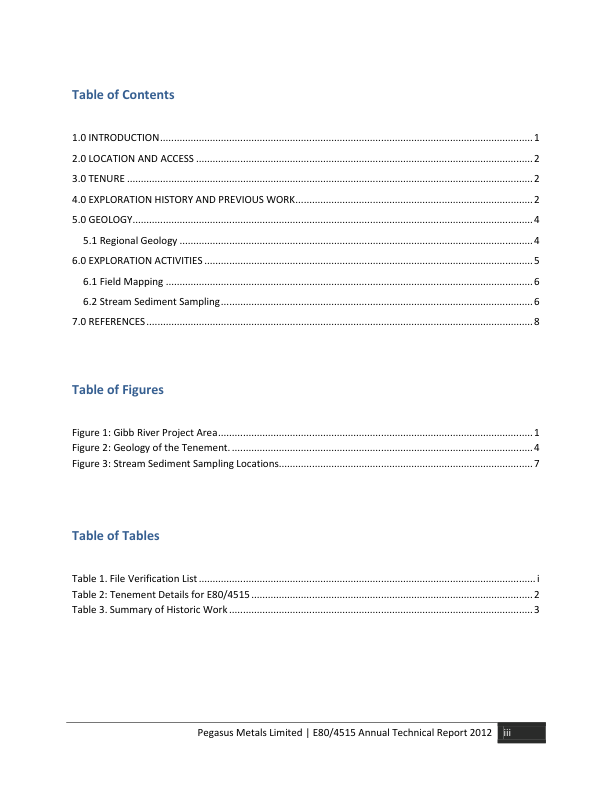 Table of Contents
1.0 INTRODUCTION.......... 1
2.0 LOCATION AND ACCESS .......... 2
3.0 TENURE .......... 2
4.0 EXPLORATION HISTORY AND PREVIOUS WORK.......... 2
5.0 GEOLOGY.......... 4
5.1 Regional Geology .......... 4
6.0 EXPLORATION ACTIVITIES .......... 5
6.1 Field Mapping .......... 6
6.2 Stream Sediment Sampling.......... 6
7.0 REFERENCES.......... 8
Table of Figures
Figure 1: Gibb River Project Area.......... 1
Figure 2: Geology of the Tenement. .......... 4
Figure 3: Stream Sediment Sampling Locations.......... 7
Table of Tables
Table 1. File Verification List .......... i
Table 2: Tenement Details for E80/4515 .......... 2
Table 3. Summary of Historic Work .......... 3
Pegasus Metals Limited | E80/4515 Annual Technical Report 2012 iii